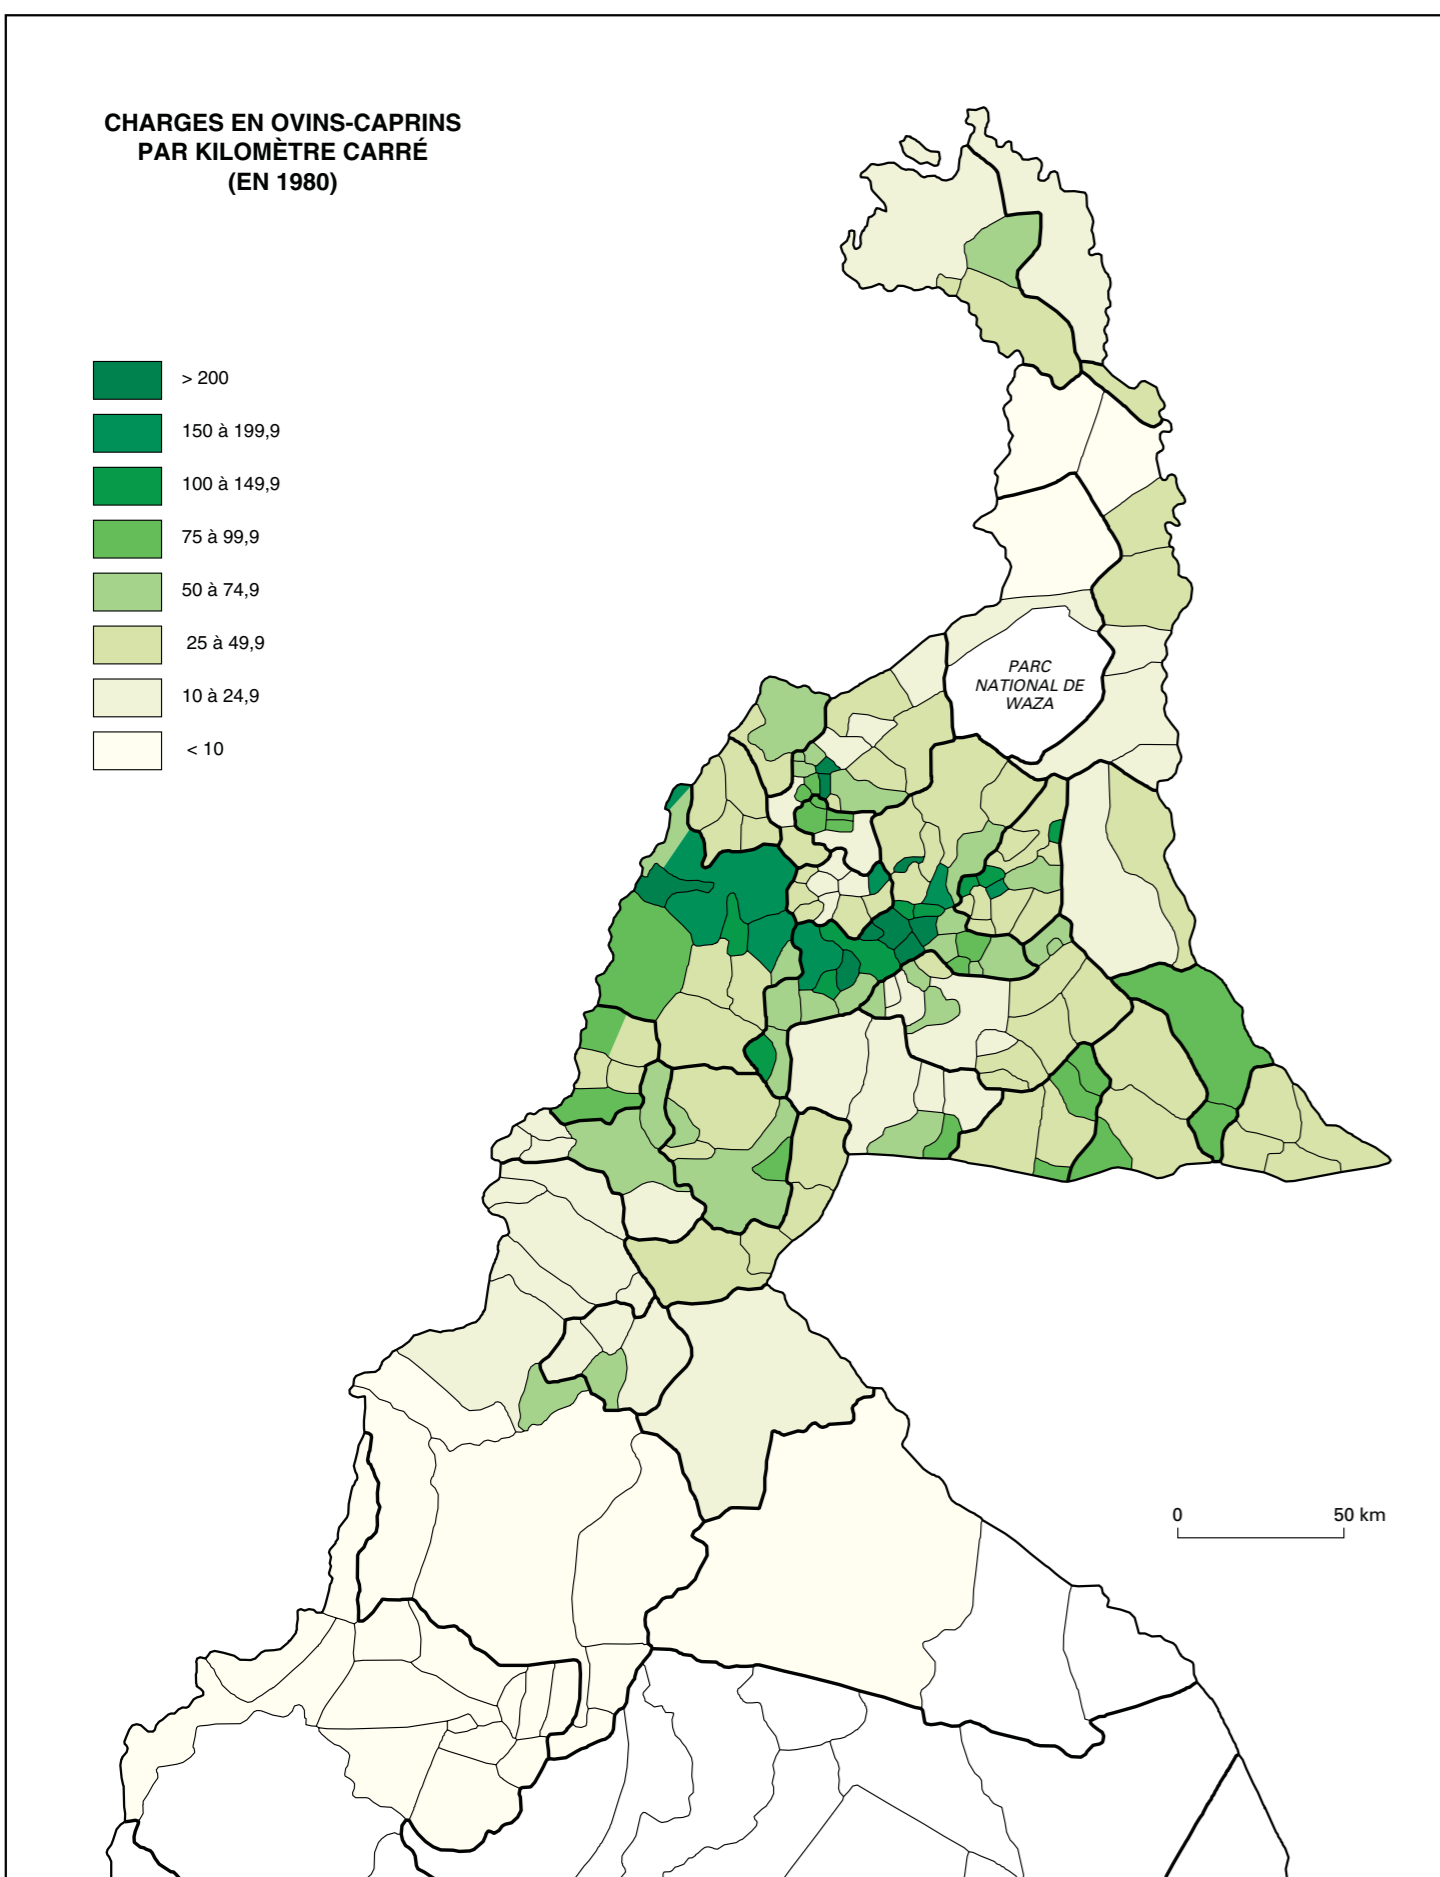 CHARGES EN OVINS-CAPRINS
PAR KILOMÈTRE CARRÉ
(EN 1980)
> 200
150 à 199,9
100 à 149,9
75 à 99,9
50 à 74,9
25 à 49,9
10 à 24,9
< 10
PARC
NATIONAL DE
WAZA
0 50 km